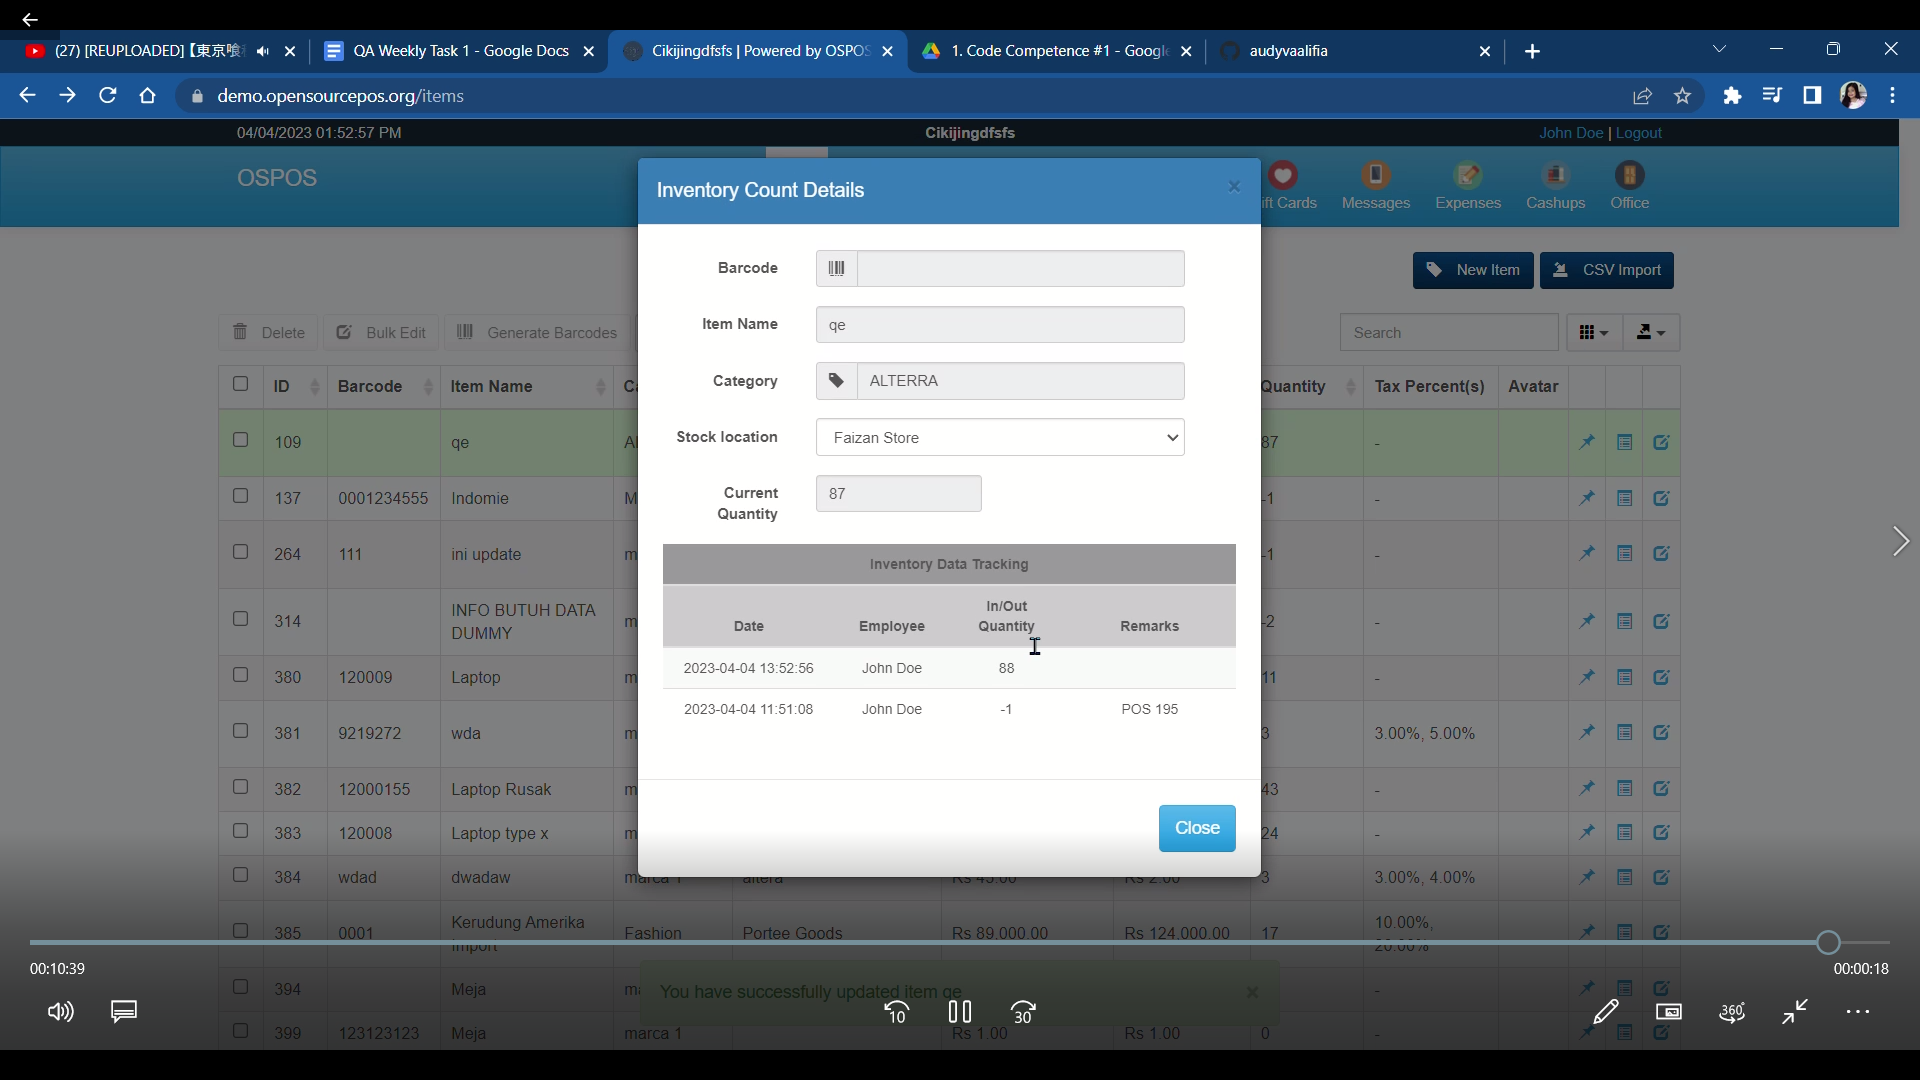 (27) [REUPLOADED]【東京喰
QA Weekly Task 1 - Google Docs
Cikijingdfsfs | Powered by OSPOS
1. Code Competence #1 - Google
audyvaalifia
demo.opensourcepos.org/items
04/04/2023 01:52:57 PM
Cikijingdfsfs
John Doe | Logout
OSPOS
ift Cards
Messages
Expenses
Cashups
Office
Inventory Count Details
Barcode
Item Name
qe
Category
ALTERRA
Stock location
Faizan Store
Current
Quantity
87
Inventory Data Tracking
Date
Employee
In/Out
Quantity
Remarks
2023-04-04 13:52:56
John Doe
88
2023-04-04 11:51:08
John Doe
-1
POS 195
Close
New Item
CSV Import
Delete
Bulk Edit
Generate Barcodes
Search
ID
Barcode
Item Name
Quantity
Tax Percent(s)
Avatar
109
qe
87
-
137
0001234555
Indomie
-1
-
264
111
ini update
-1
-
314
INFO BUTUH DATA
DUMMY
-2
-
380
120009
Laptop
11
-
381
9219272
wda
3
3.00%, 5.00%
382
12000155
Laptop Rusak
43
-
383
120008
Laptop type x
24
-
384
wdad
dwadaw
marca 1
altera
Rs 45.00
Rs 2.00
3
3.00%, 4.00%
385
0001
Kerudung Amerika
Import
Fashion
Portee Goods
Rs 89,000.00
Rs 124,000.00
17
10.00%,
20.00%
394
Meja
You have successfully updated item qe
-
399
123123123
Meja
marca 1
Rs 1.00
Rs 1.00
0
-
00:10:39
00:00:18
10
30
360°